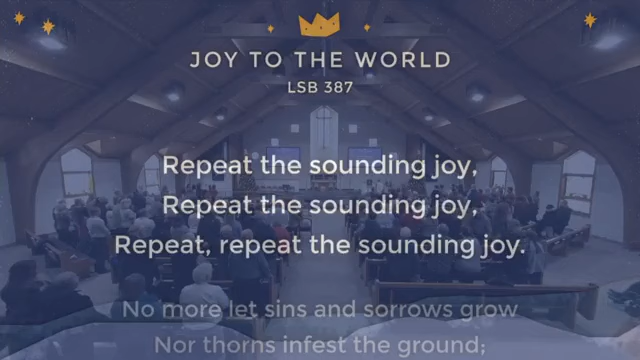 JOY TO THE WORLD
LSB 387
Repeat the sounding joy,
Repeat the sounding joy,
Repeat, repeat the sounding joy.
No more let sins and sorrows grow
Nor thorns infest the ground;